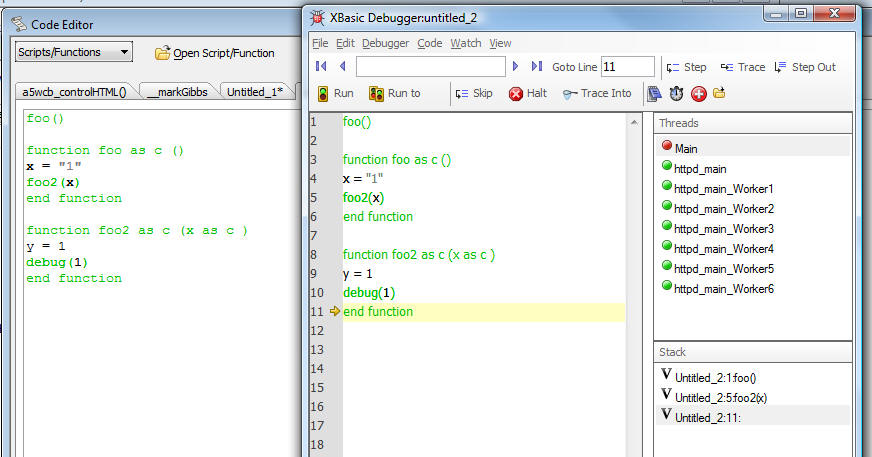 Code Editor
Scripts/Functions
Open Script/Function
a5wcb_controlHTML()
__markGibbs
Untitled_1*
foo()
function foo as c ()
x = "1"
foo2(x)
end function
function foo2 as c (x as c )
y = 1
debug(1)
end function
XBasic Debugger:untitled_2
File Edit Debugger Code Watch View
Goto Line 11 Step Trace Step Out
Run Run to Skip Halt Trace Into
1 foo()
2
3 function foo as c ()
4 x = "1"
5 foo2(x)
6 end function
7
8 function foo2 as c (x as c )
9 y = 1
10 debug(1)
11 end function
12
13
14
15
16
17
18
Threads
Main
httpd_main
httpd_main_Worker1
httpd_main_Worker2
httpd_main_Worker3
httpd_main_Worker4
httpd_main_Worker5
httpd_main_Worker6
Stack
Untitled_2:1:foo()
Untitled_2:5:foo2(x)
Untitled_2:11: